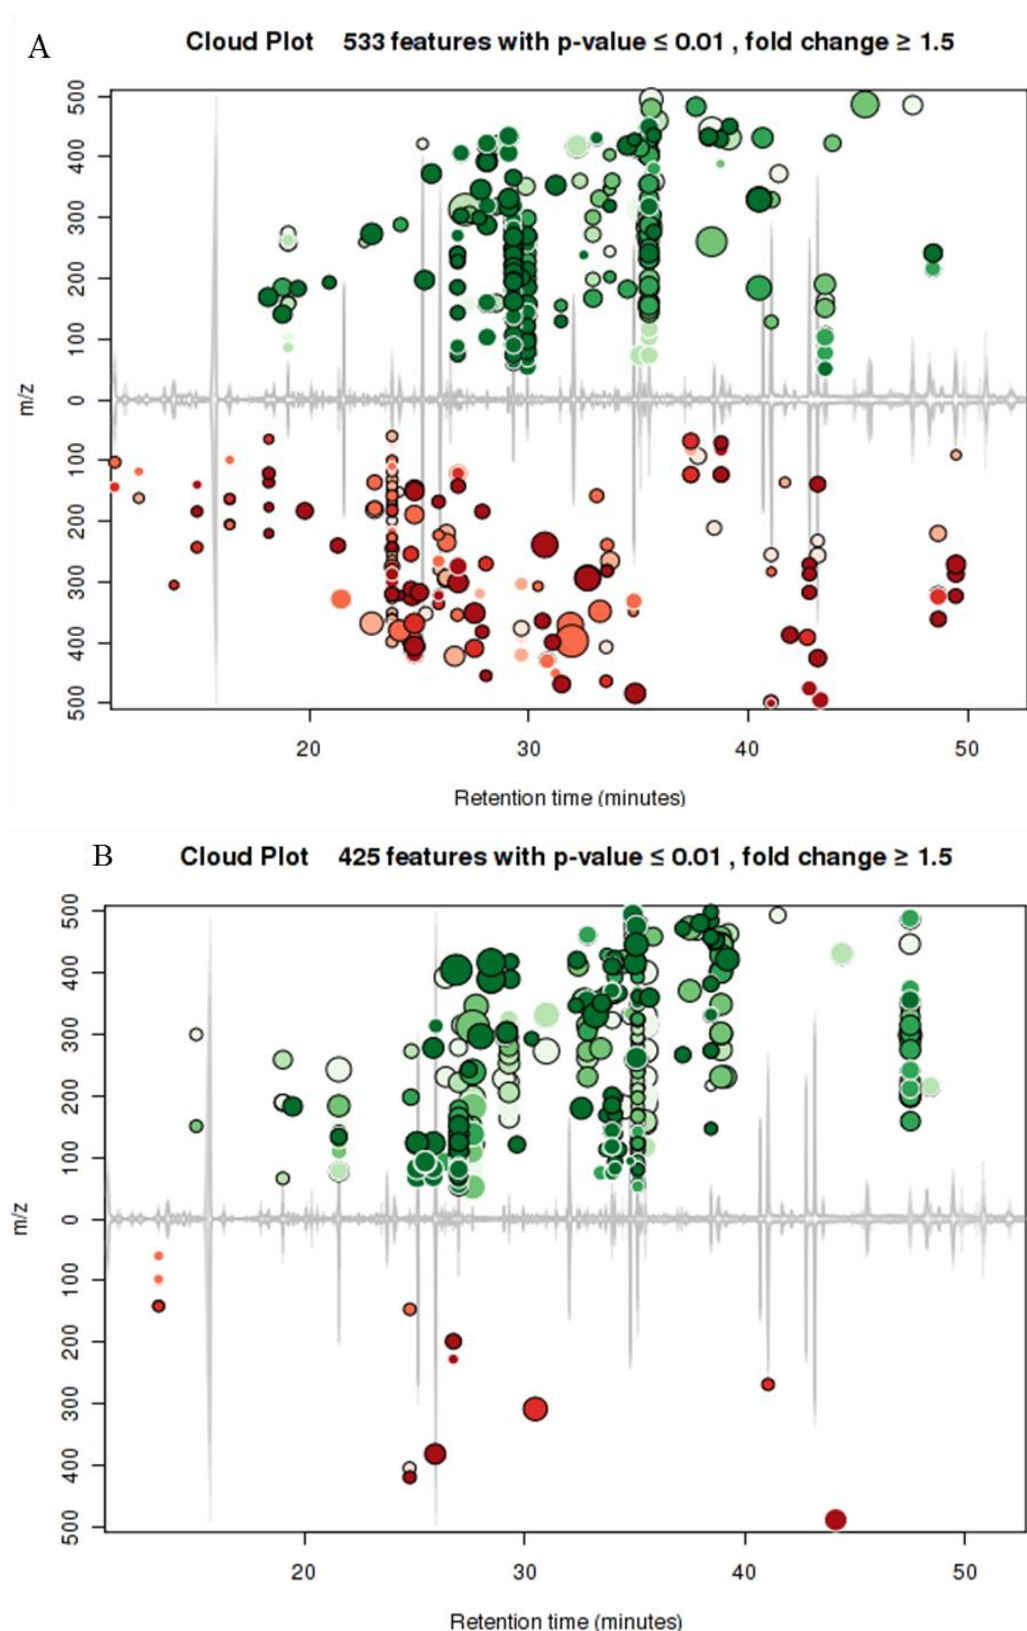 A
Cloud Plot 533 features with p-value ≤ 0.01 , fold change ≥ 1.5
500
400
300
200
100
0
100
200
300
400
500
m/z
20 30 40 50
Retention time (minutes)
B
Cloud Plot 425 features with p-value ≤ 0.01 , fold change ≥ 1.5
500
400
300
200
100
0
100
200
300
400
500
m/z
20 30 40 50
Retention time (minutes)